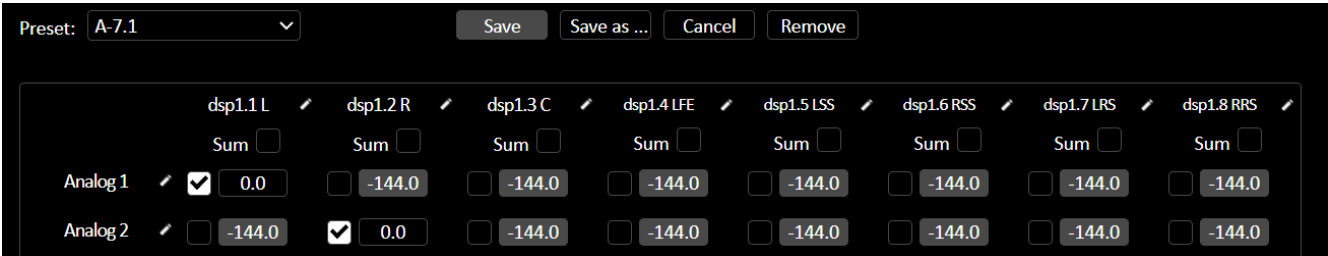 Preset: A-7.1 Save Save as ... Cancel Remove
dsp1.1 L dsp1.2 R dsp1.3 C dsp1.4 LFE dsp1.5 LSS dsp1.6 RSS dsp1.7 LRS dsp1.8 RRS
Sum Sum Sum Sum Sum Sum Sum Sum
Analog 1 0.0 -144.0 -144.0 -144.0 -144.0 -144.0 -144.0 -144.0
Analog 2 -144.0 0.0 -144.0 -144.0 -144.0 -144.0 -144.0 -144.0